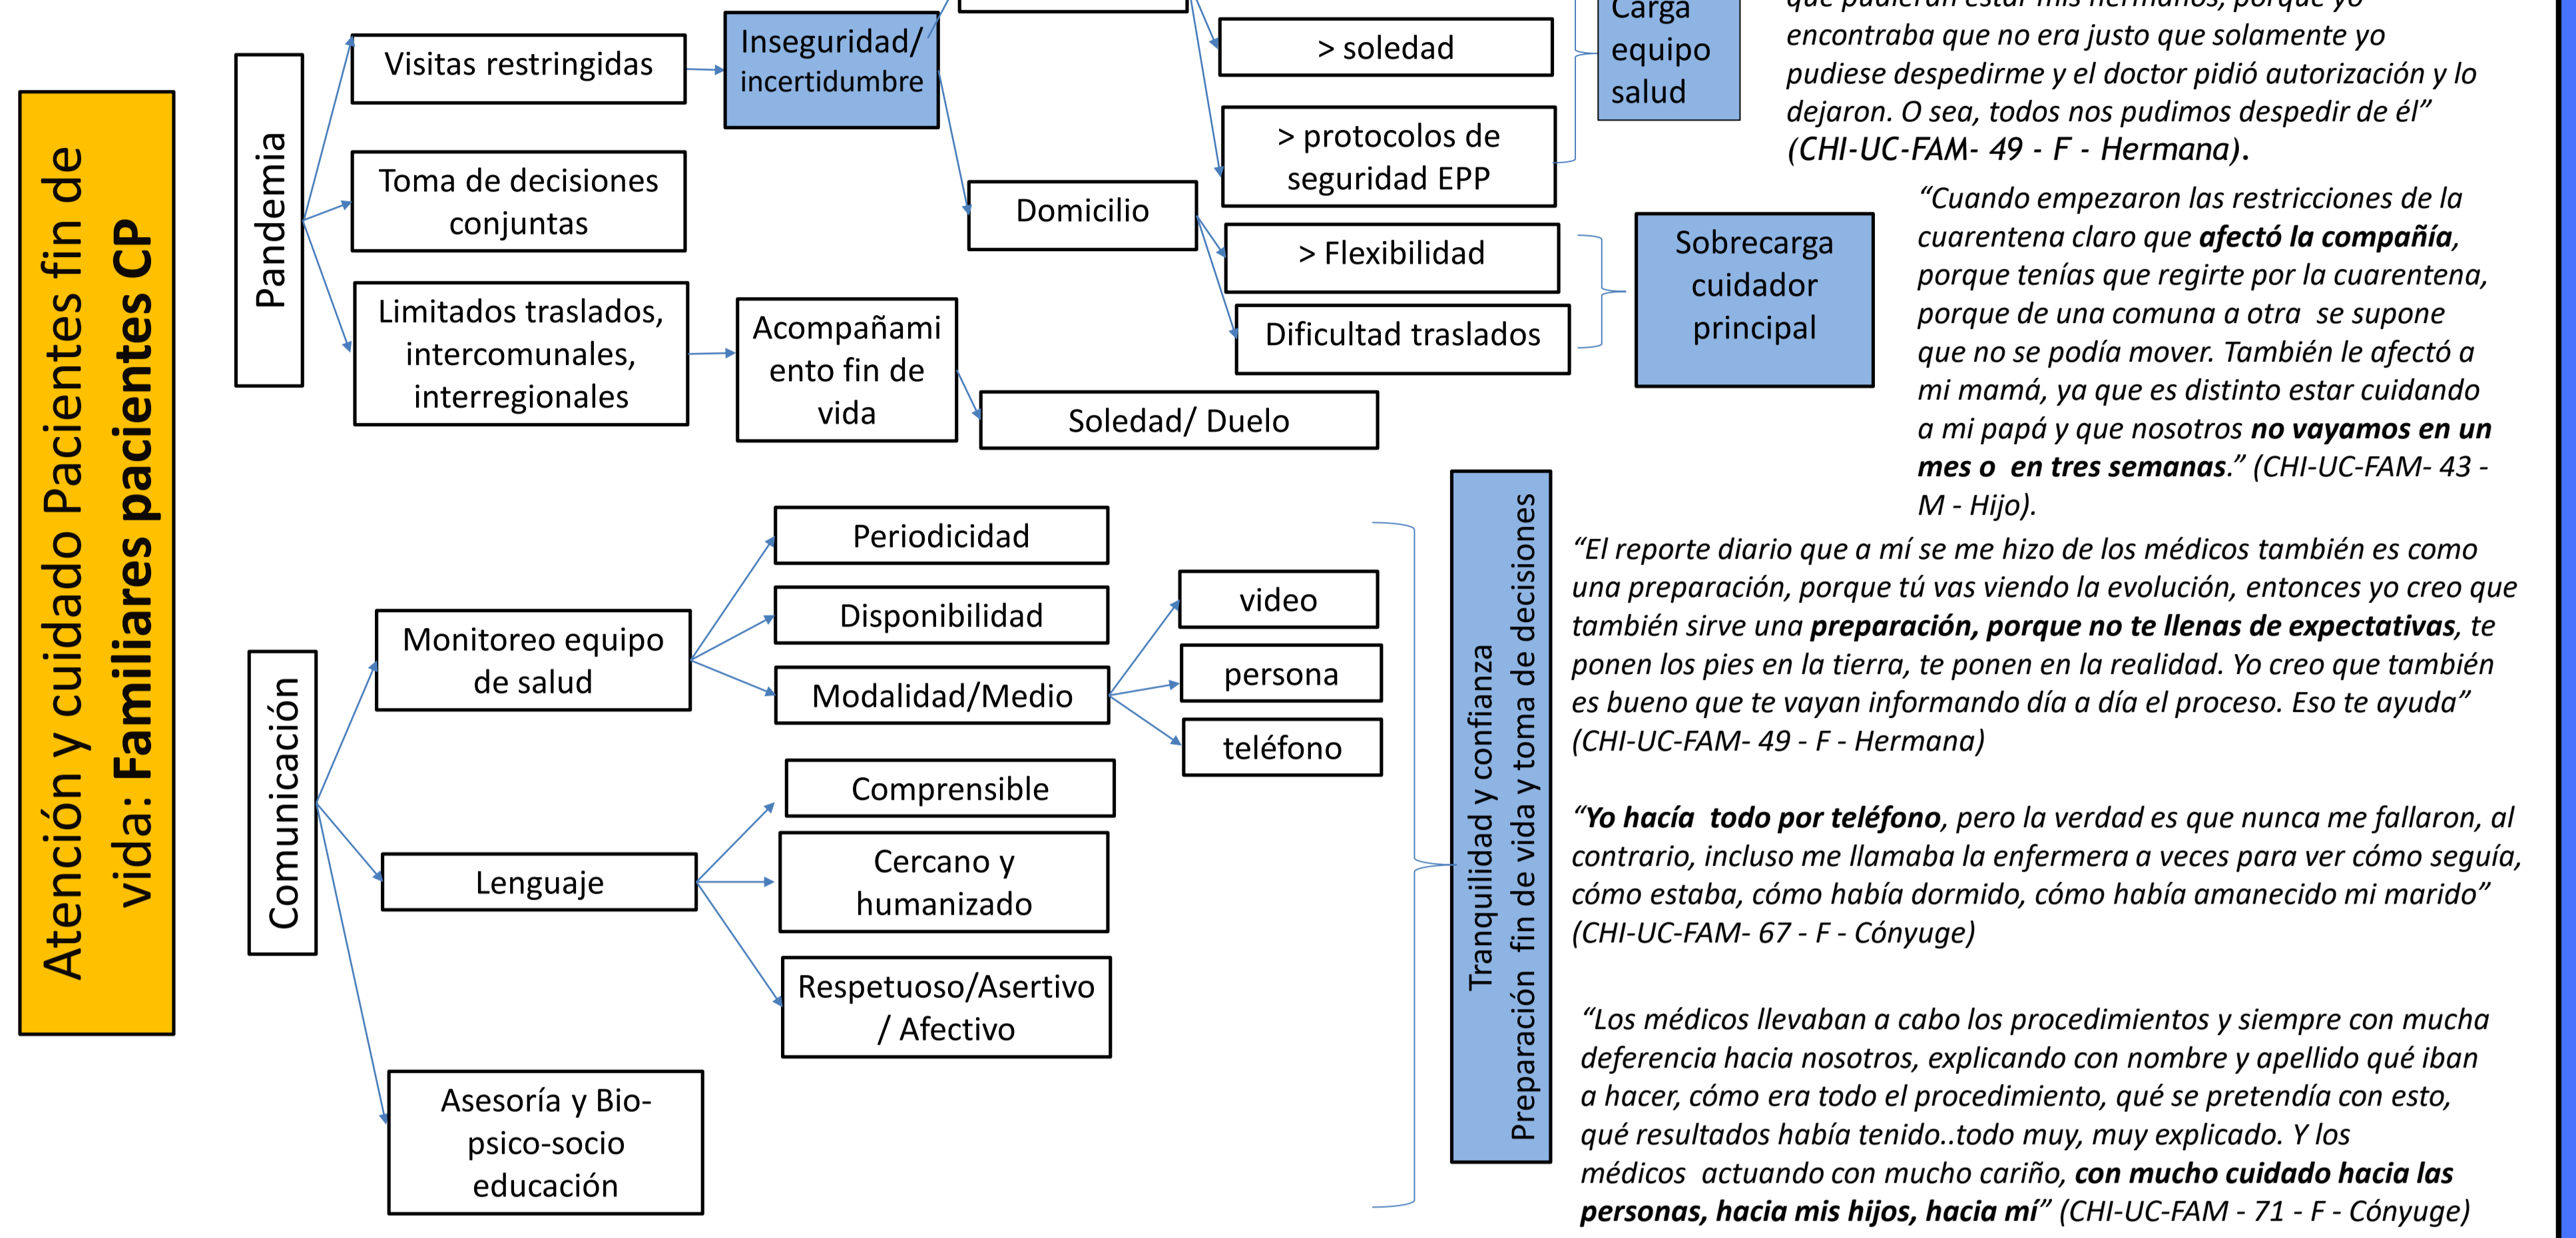 Atención y cuidado Pacientes fin de
vida: Familiares pacientes CP
Pandemia
Visitas restringidas
Toma de decisiones
conjuntas
Limitados traslados,
intercomunales,
interregionales
Inseguridad/
incertidumbre
Acompañami
ento fin de
vida
Soledad/ Duelo
Domicilio
> soledad
> protocolos de
seguridad EPP
> Flexibilidad
Dificultad traslados
Carga
equipo
salud
Sobrecarga
cuidador
principal
que pudieran estar mis hermanos, porque yo
encontraba que no era justo que solamente yo
pudiese despedirme y el doctor pidió autorización y lo
dejaron. O sea, todos nos pudimos despedir de él”
(CHI-UC-FAM- 49 - F - Hermana).
“Cuando empezaron las restricciones de la
cuarentena claro que afectó la compañía,
porque tenías que regirte por la cuarentena,
porque de una comuna a otra  se supone
que no se podía mover. También le afectó a
mi mamá, ya que es distinto estar cuidando
a mi papá y que nosotros no vayamos en un
mes o  en tres semanas.” (CHI-UC-FAM- 43 -
M - Hijo).
Comunicación
Monitoreo equipo
de salud
Lenguaje
Asesoría y Bio-
psico-socio
educación
Periodicidad
Disponibilidad
Modalidad/Medio
video
persona
teléfono
Comprensible
Cercano y
humanizado
Respetuoso/Asertivo
/ Afectivo
Tranquilidad y confianza
Preparación  fin de vida y toma de decisiones
“El reporte diario que a mí se me hizo de los médicos también es como
una preparación, porque tú vas viendo la evolución, entonces yo creo que
también sirve una preparación, porque no te llenas de expectativas, te
ponen los pies en la tierra, te ponen en la realidad. Yo creo que también
es bueno que te vayan informando día a día el proceso. Eso te ayuda”
(CHI-UC-FAM- 49 - F - Hermana)
“Yo hacía  todo por teléfono, pero la verdad es que nunca me fallaron, al
contrario, incluso me llamaba la enfermera a veces para ver cómo seguía,
cómo estaba, cómo había dormido, cómo había amanecido mi marido”
(CHI-UC-FAM- 67 - F - Cónyuge)
“Los médicos llevaban a cabo los procedimientos y siempre con mucha
deferencia hacia nosotros, explicando con nombre y apellido qué iban
a hacer, cómo era todo el procedimiento, qué se pretendía con esto,
qué resultados había tenido..todo muy, muy explicado. Y los
médicos  actuando con mucho cariño, con mucho cuidado hacia las
personas, hacia mis hijos, hacia mí” (CHI-UC-FAM - 71 - F - Cónyuge)